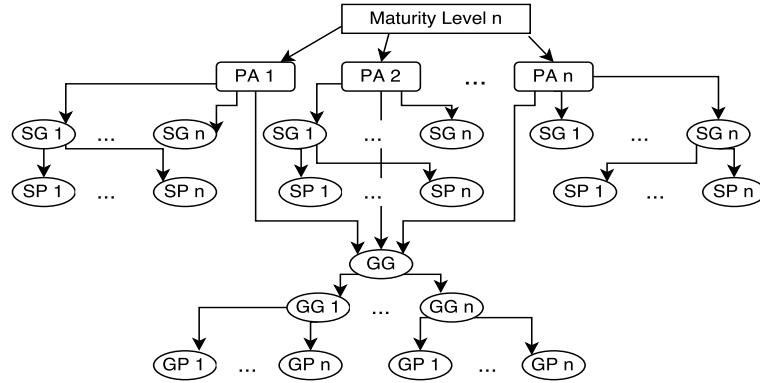 Maturity Level n
PA 1 PA 2 ... PA n
SG 1 ... SG n SG 1 ... SG n SG 1 ... SG n
SP 1 ... SP n SP 1 ... SP n SP 1 ... SP n
GG
GG 1 ... GG n
GP 1 ... GP n GP 1 ... GP n